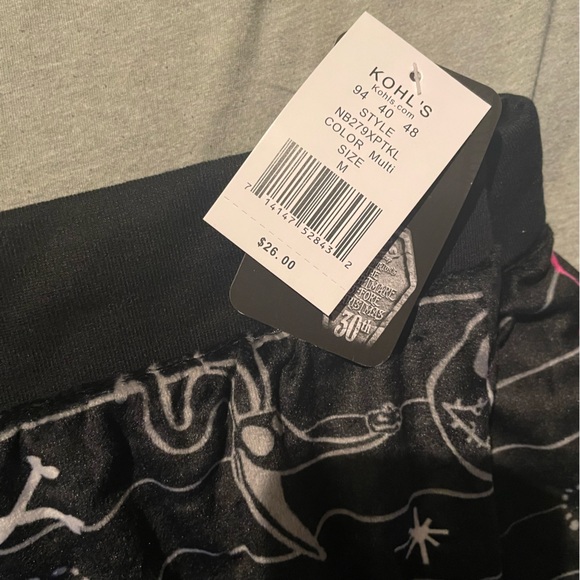 KOHL'S
Kohls.com
94 40 48
STYLE
NB279XPTKL
COLOR Multi
SIZE
M
7 14147 52843 2
$26.00
30th